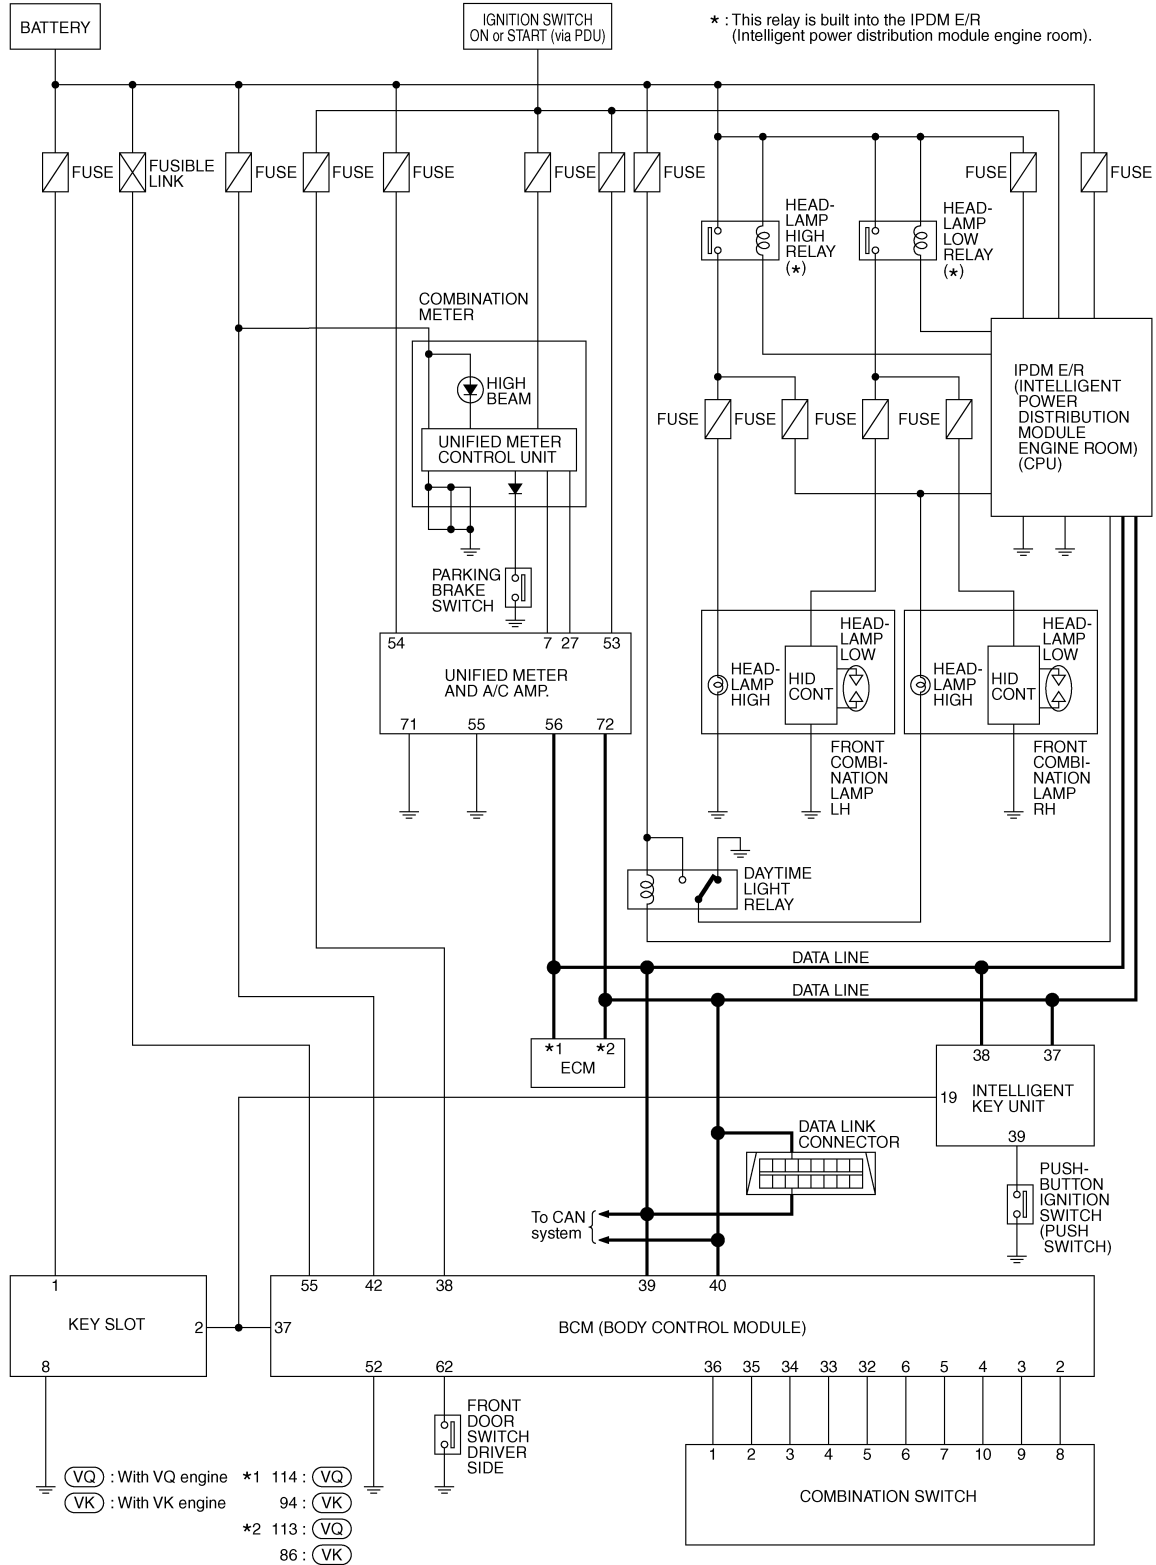 BATTERY
IGNITION SWITCH
ON or START (via PDU)
* : This relay is built into the IPDM E/R
(Intelligent power distribution module engine room).
FUSE
FUSIBLE
LINK
FUSE
FUSE
FUSE
FUSE
FUSE
FUSE
FUSE
HEAD-
LAMP
HIGH
RELAY
(*)
HEAD-
LAMP
LOW
RELAY
(*)
COMBINATION
METER
HIGH
BEAM
UNIFIED METER
CONTROL UNIT
FUSE
FUSE
FUSE
FUSE
IPDM E/R
(INTELLIGENT
POWER
DISTRIBUTION
MODULE
ENGINE ROOM)
(CPU)
PARKING
BRAKE
SWITCH
54
7
27
53
UNIFIED METER
AND A/C AMP.
71
55
56
72
HEAD-
LAMP
HIGH
HID
CONT
HEAD-
LAMP
LOW
HEAD-
LAMP
HIGH
HID
CONT
HEAD-
LAMP
LOW
FRONT
COMBI-
NATION
LAMP
LH
FRONT
COMBI-
NATION
LAMP
RH
DAYTIME
LIGHT
RELAY
DATA LINE
DATA LINE
*1
*2
ECM
38
37
19
INTELLIGENT
KEY UNIT
39
DATA LINK
CONNECTOR
PUSH-
BUTTON
IGNITION
SWITCH
(PUSH
SWITCH)
To CAN
system
1
KEY SLOT
2
8
55
42
38
39
40
37
BCM (BODY CONTROL MODULE)
52
62
36
35
34
33
32
6
5
4
3
2
FRONT
DOOR
SWITCH
DRIVER
SIDE
1
2
3
4
5
6
7
10
9
8
COMBINATION SWITCH
VQ : With VQ engine
VK : With VK engine
*1 114 : VQ
94 : VK
*2 113 : VQ
86 : VK